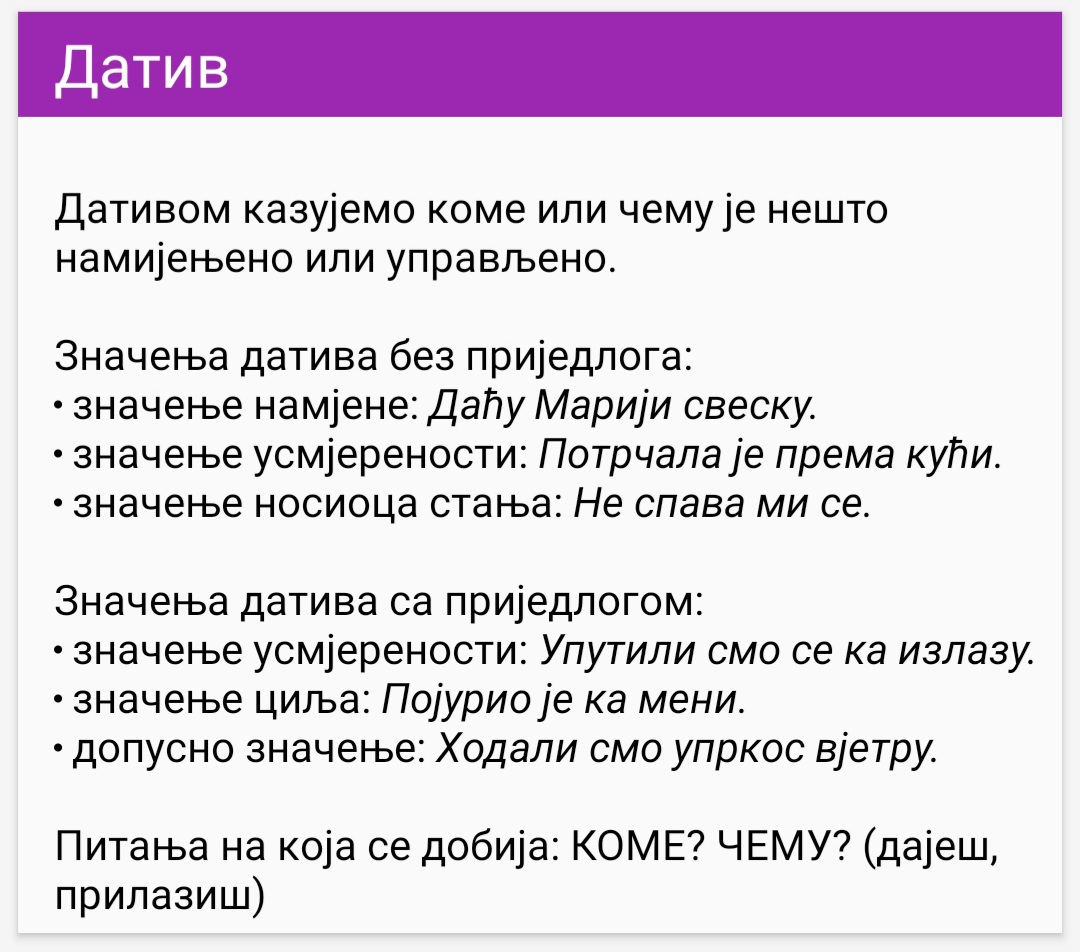 Датив
Дативом казујемо коме или чему је нешто
намијењено или управљено.
Значења датива без приједлога:
• значење намјене: Даћу Марији свеску.
• значење усмјерености: Потрчала је према кући.
• значење носиоца стања: Не спава ми се.
Значења датива са приједлогом:
• значење усмјерености: Упутили смо се ка излазу.
• значење циља: Појурио је ка мени.
• допусно значење: Ходали смо упркос вјетру.
Питања на која се добија: КОМЕ? ЧЕМУ? (дајеш,
прилазиш)